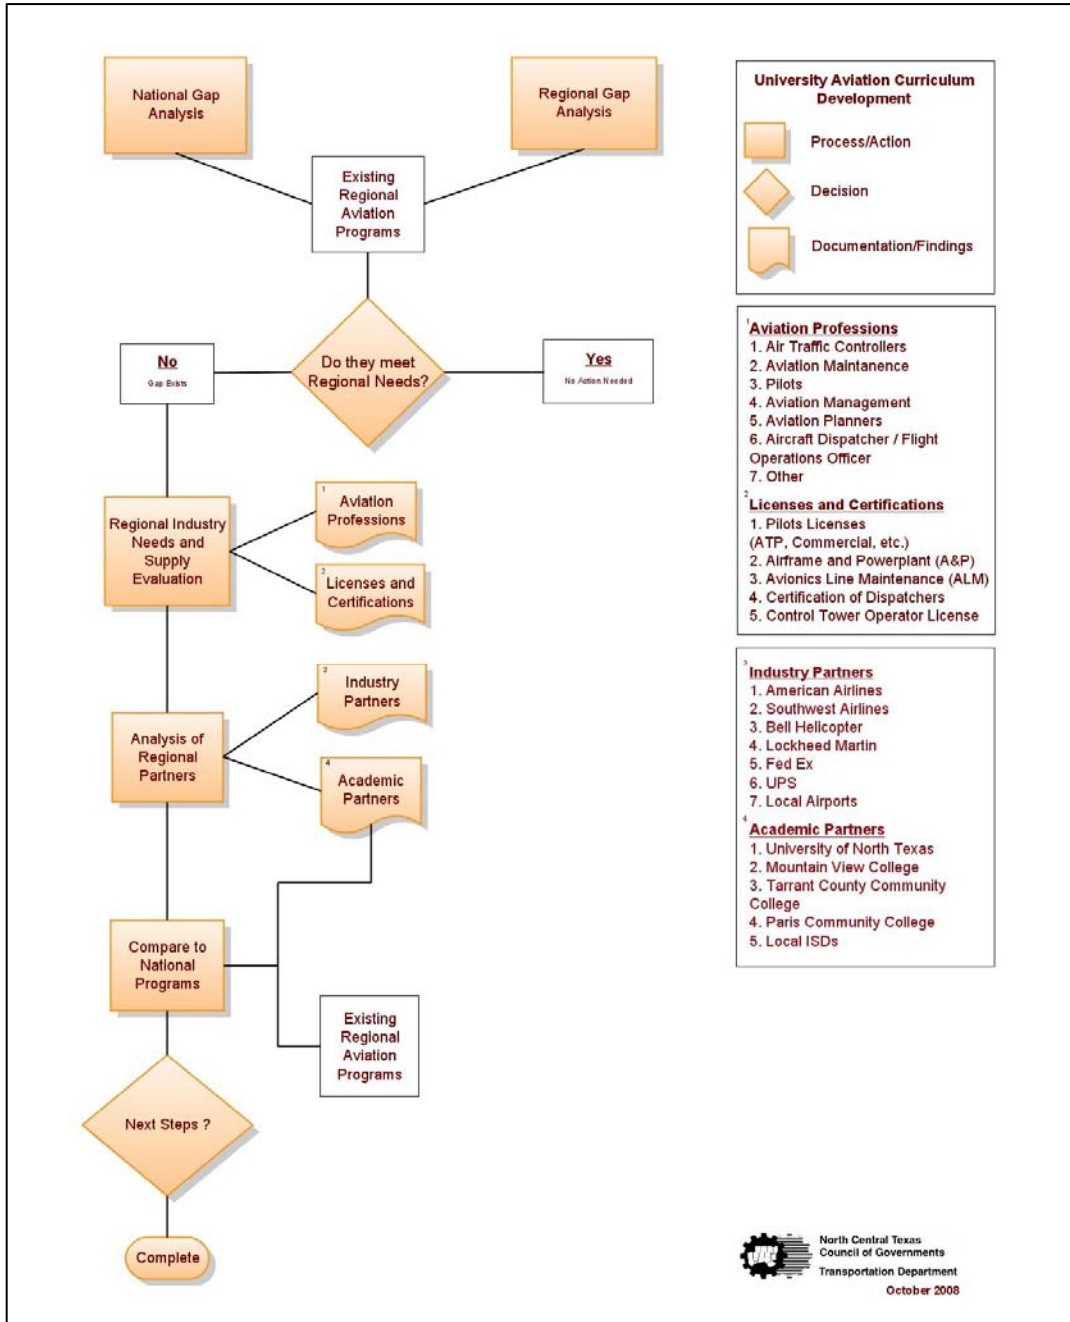 National Gap
Analysis
Regional Gap
Analysis
Existing
Regional
Aviation
Programs
Do they meet
Regional Needs?
No
Gap Exists
Yes
No Action Needed
Regional Industry
Needs and
Supply
Evaluation
1
Aviation
Professions
2
Licenses and
Certifications
Analysis of
Regional
Partners
3
Industry
Partners
4
Academic
Partners
Compare to
National
Programs
Existing
Regional
Aviation
Programs
Next Steps ?
Complete
University Aviation Curriculum
Development
Process/Action
Decision
Documentation/Findings
1
Aviation Professions
1. Air Traffic Controllers
2. Aviation Maintanence
3. Pilots
4. Aviation Management
5. Aviation Planners
6. Aircraft Dispatcher / Flight
Operations Officer
7. Other
2
Licenses and Certifications
1. Pilots Licenses
(ATP, Commercial, etc.)
2. Airframe and Powerplant (A&P)
3. Avionics Line Maintenance (ALM)
4. Certification of Dispatchers
5. Control Tower Operator License
3
Industry Partners
1. American Airlines
2. Southwest Airlines
3. Bell Helicopter
4. Lockheed Martin
5. Fed Ex
6. UPS
7. Local Airports
4
Academic Partners
1. University of North Texas
2. Mountain View College
3. Tarrant County Community
College
4. Paris Community College
5. Local ISDs
North Central Texas
Council of Governments
Transportation Department
October 2008